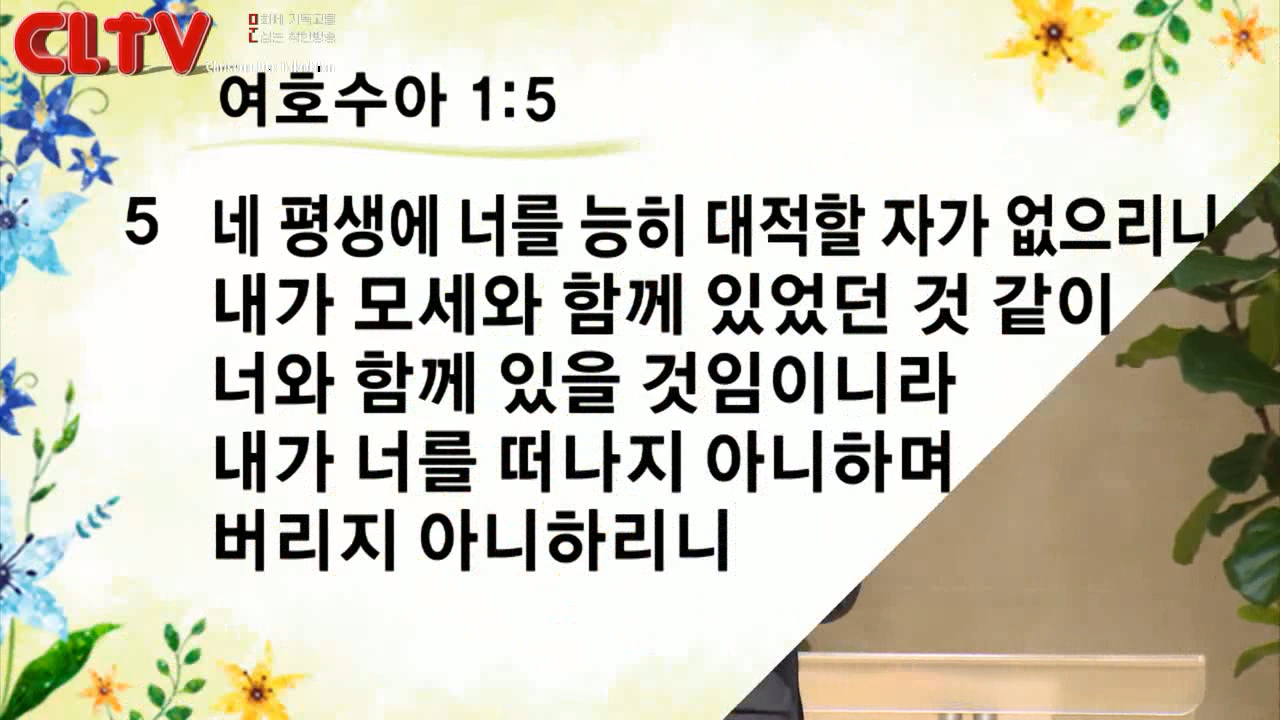 CLTV
여호수아 1:5
5 네 평생에 너를 능히 대적할 자가 없으리니
내가 모세와 함께 있었던 것 같이
너와 함께 있을 것임이니라
내가 너를 떠나지 아니하며
버리지 아니하리니